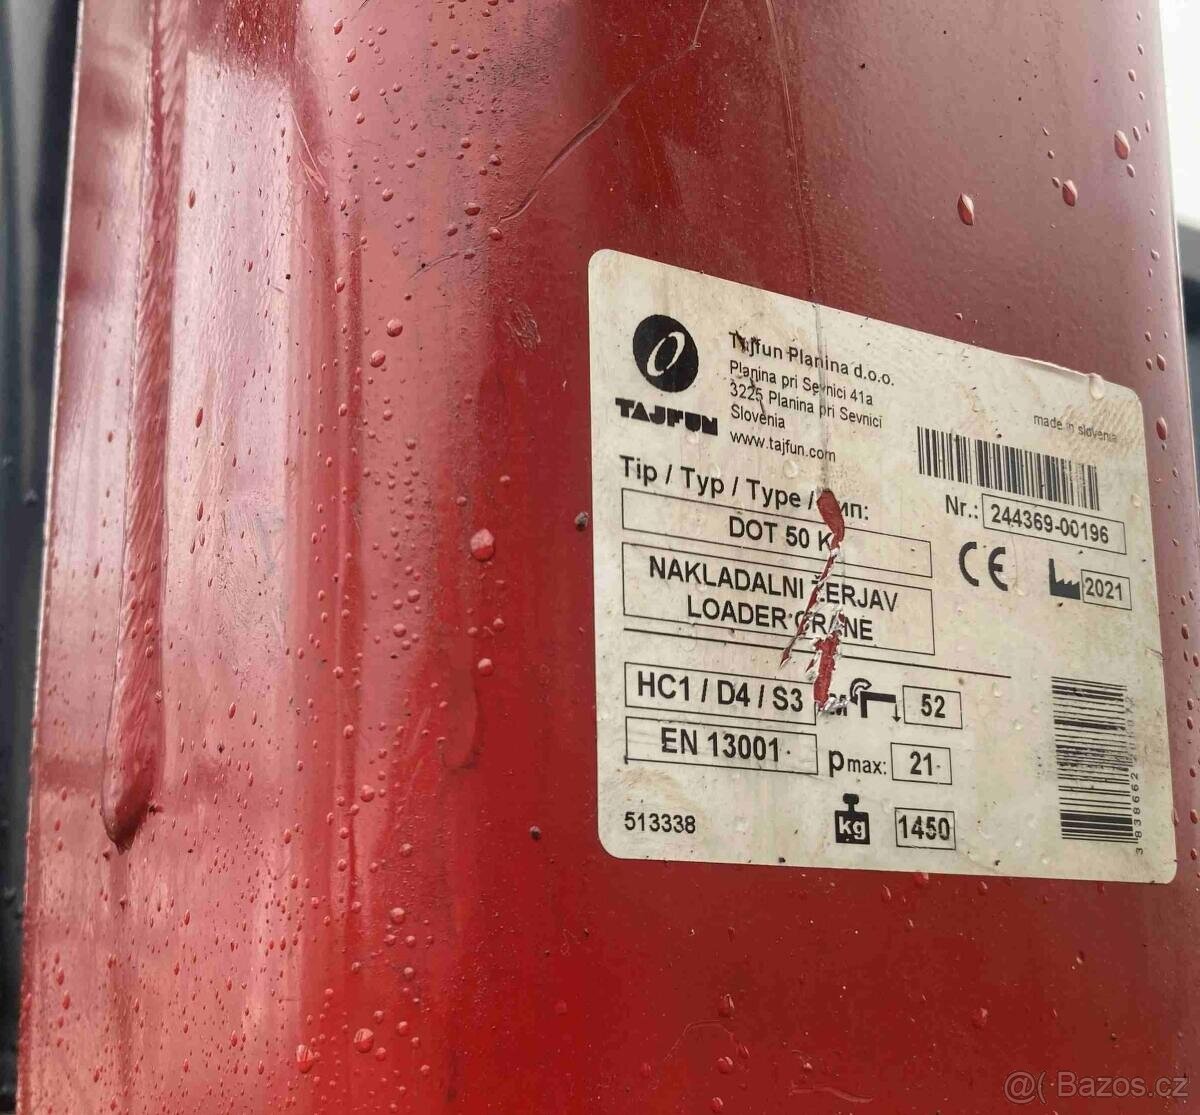 TAJFUN
Tajfun Planina d.o.o.
Planina pri Sevnici 41a
3225 Planina pri Sevnici
Slovenia
www.tajfun.com
made in slovenia
Tip / Typ / Type /
Nr.: 244369-00196
DOT 50 K
CE
2021
NAKLADALNI ŽERJAV
LOADER CRANE
HC1 / D4 / S3
52
EN 13001
pmax: 21
kg 1450
513338
@( Bazos.cz